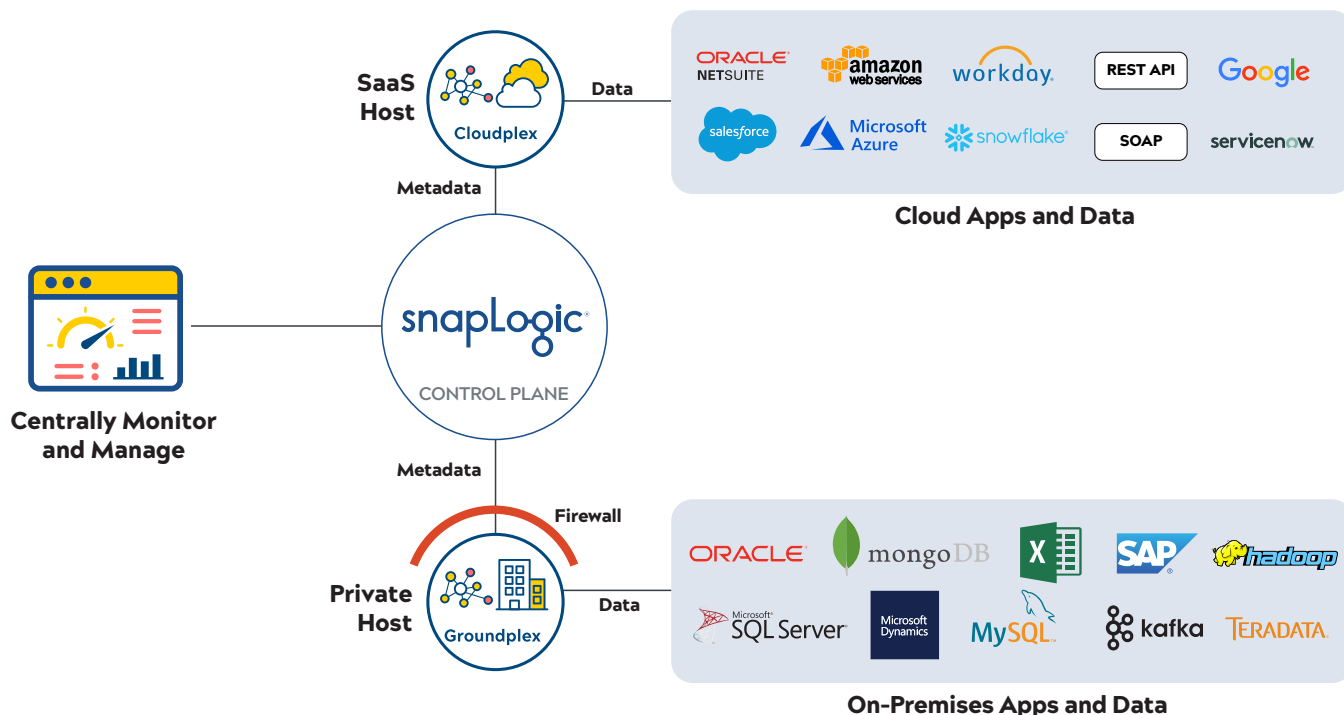 SaaS
Host
Cloudplex
Data
ORACLE®
NETSUITE
amazon
web services
workday®
REST API
Google
salesforce
Microsoft
Azure
snowflake®
SOAP
servicenow
Cloud Apps and Data
Metadata
snapLogic®
CONTROL PLANE
Centrally Monitor
and Manage
Metadata
Firewall
Private
Host
Groundplex
Data
ORACLE®
mongoDB
X
SAP®
hadoop
Microsoft®
SQL Server®
Microsoft
Dynamics
MySQL™
kafka
TERADATA
On-Premises Apps and Data